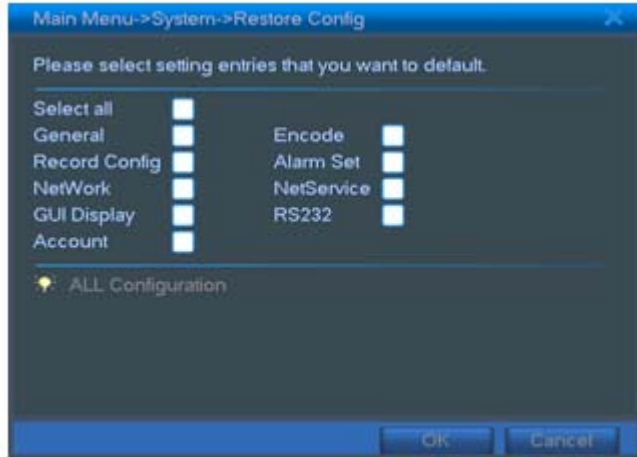 Main Menu->System->Restore Config
Please select setting entries that you want to default.
Select all
General Encode
Record Config Alarm Set
NetWork NetService
GUI Display RS232
Account
ALL Configuration
OK Cancel